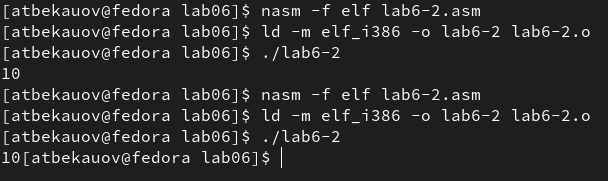 [atbekauov@fedora lab06]$ nasm -f elf lab6-2.asm
[atbekauov@fedora lab06]$ ld -m elf_i386 -o lab6-2 lab6-2.o
[atbekauov@fedora lab06]$ ./lab6-2
10
[atbekauov@fedora lab06]$ nasm -f elf lab6-2.asm
[atbekauov@fedora lab06]$ ld -m elf_i386 -o lab6-2 lab6-2.o
[atbekauov@fedora lab06]$ ./lab6-2
10[atbekauov@fedora lab06]$